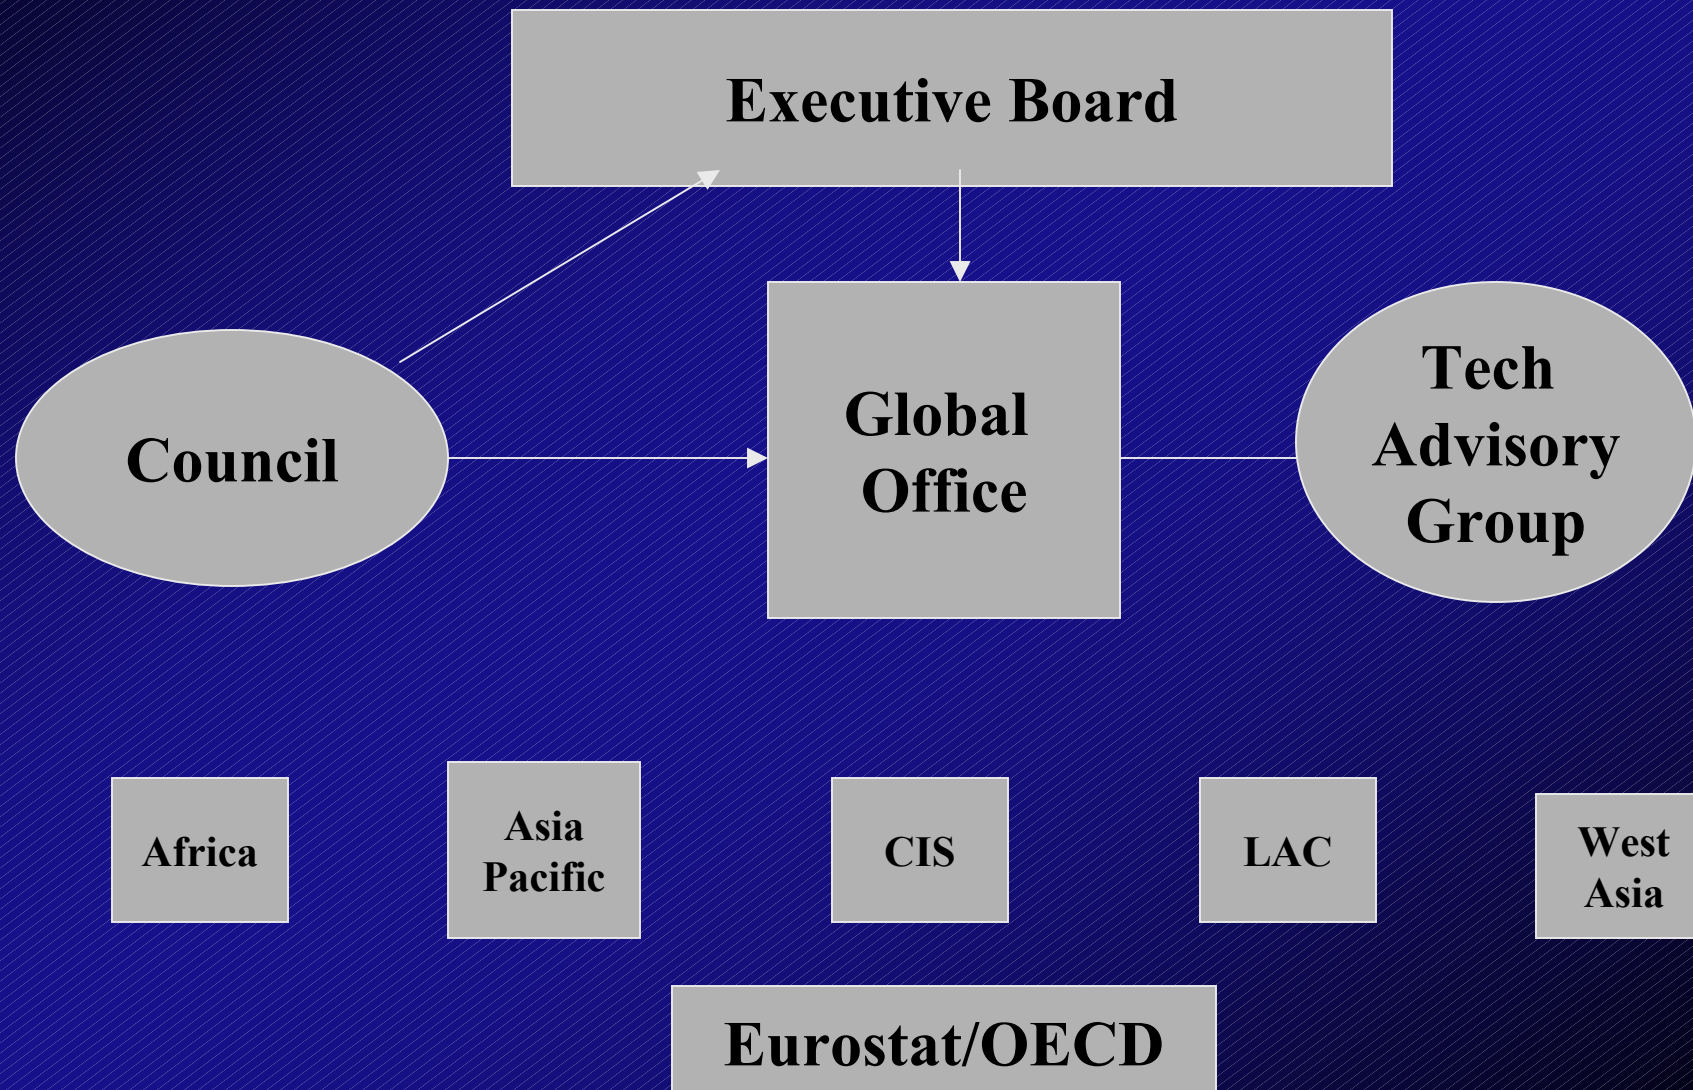 Executive Board
Council
Global
Office
Tech
Advisory
Group
Africa
Asia
Pacific
CIS
LAC
West
Asia
Eurostat/OECD